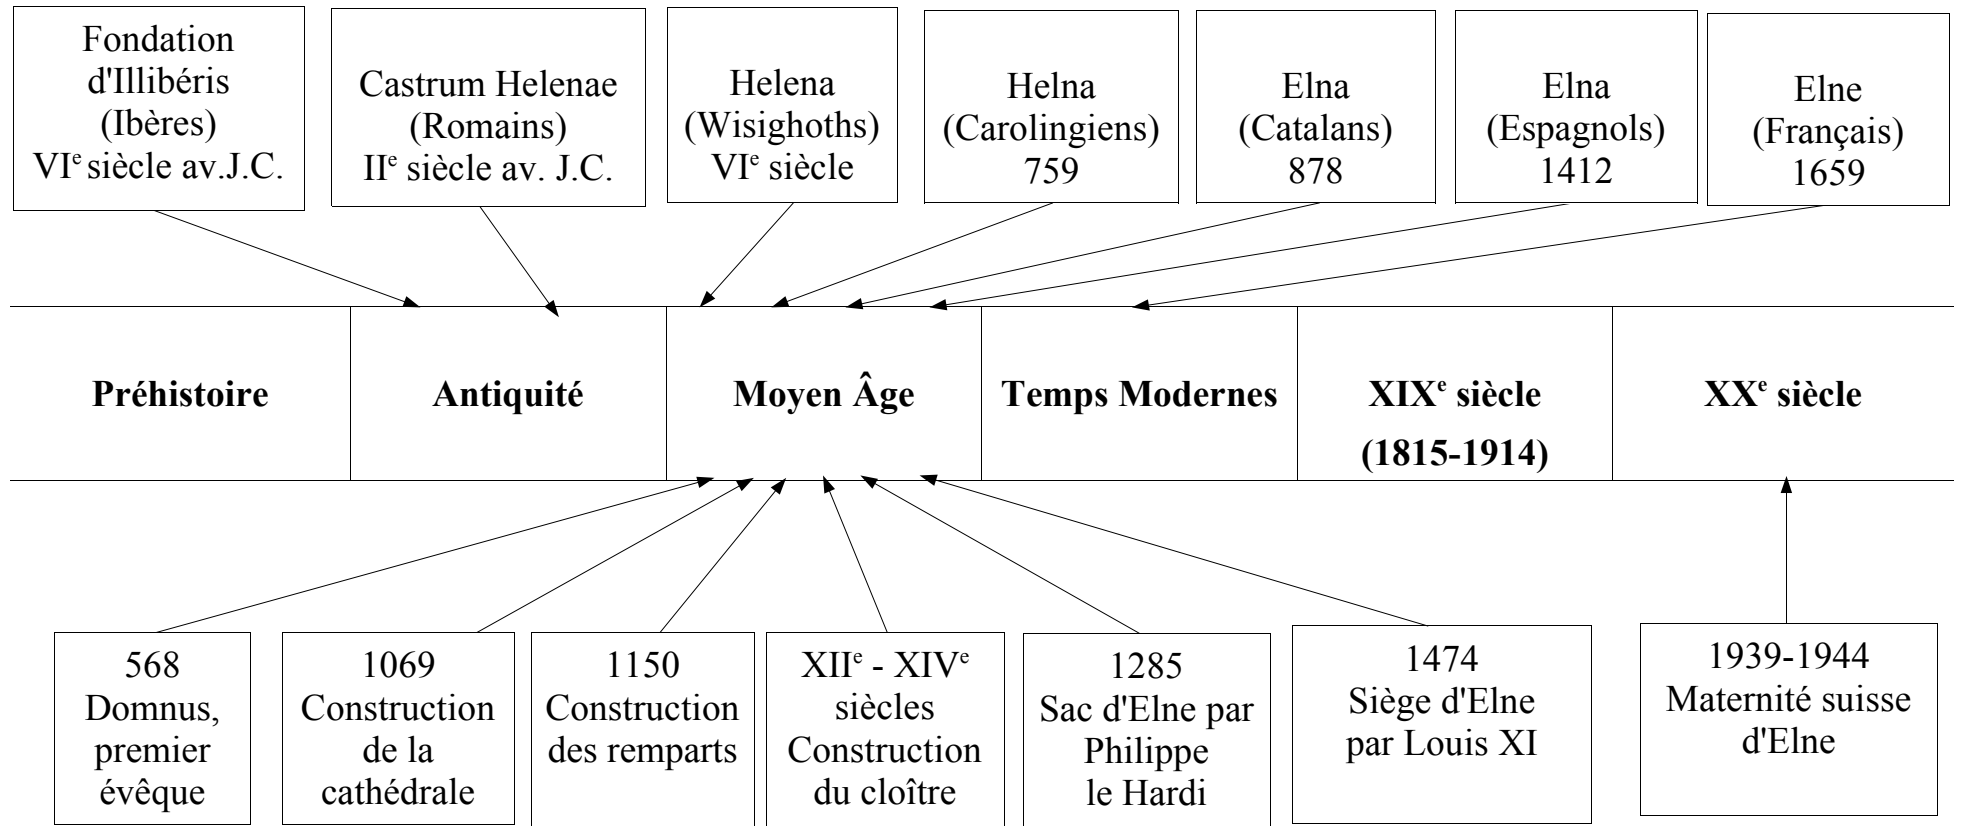 Fondation
d'Illibéris
(Ibères)
VIe siècle av.J.C.
Castrum Helenae
(Romains)
IIe siècle av. J.C.
Helena
(Wisighoths)
VIe siècle
Helna
(Carolingiens)
759
Elna
(Catalans)
878
Elna
(Espagnols)
1412
Elne
(Français)
1659
Préhistoire
Antiquité
Moyen Âge
Temps Modernes
XIXe siècle
(1815-1914)
XXe siècle
568
Domnus,
premier
évêque
1069
Construction
de la
cathédrale
1150
Construction
des remparts
XIIe - XIVe
siècles
Construction
du cloître
1285
Sac d'Elne par
Philippe
le Hardi
1474
Siège d'Elne
par Louis XI
1939-1944
Maternité suisse
d'Elne